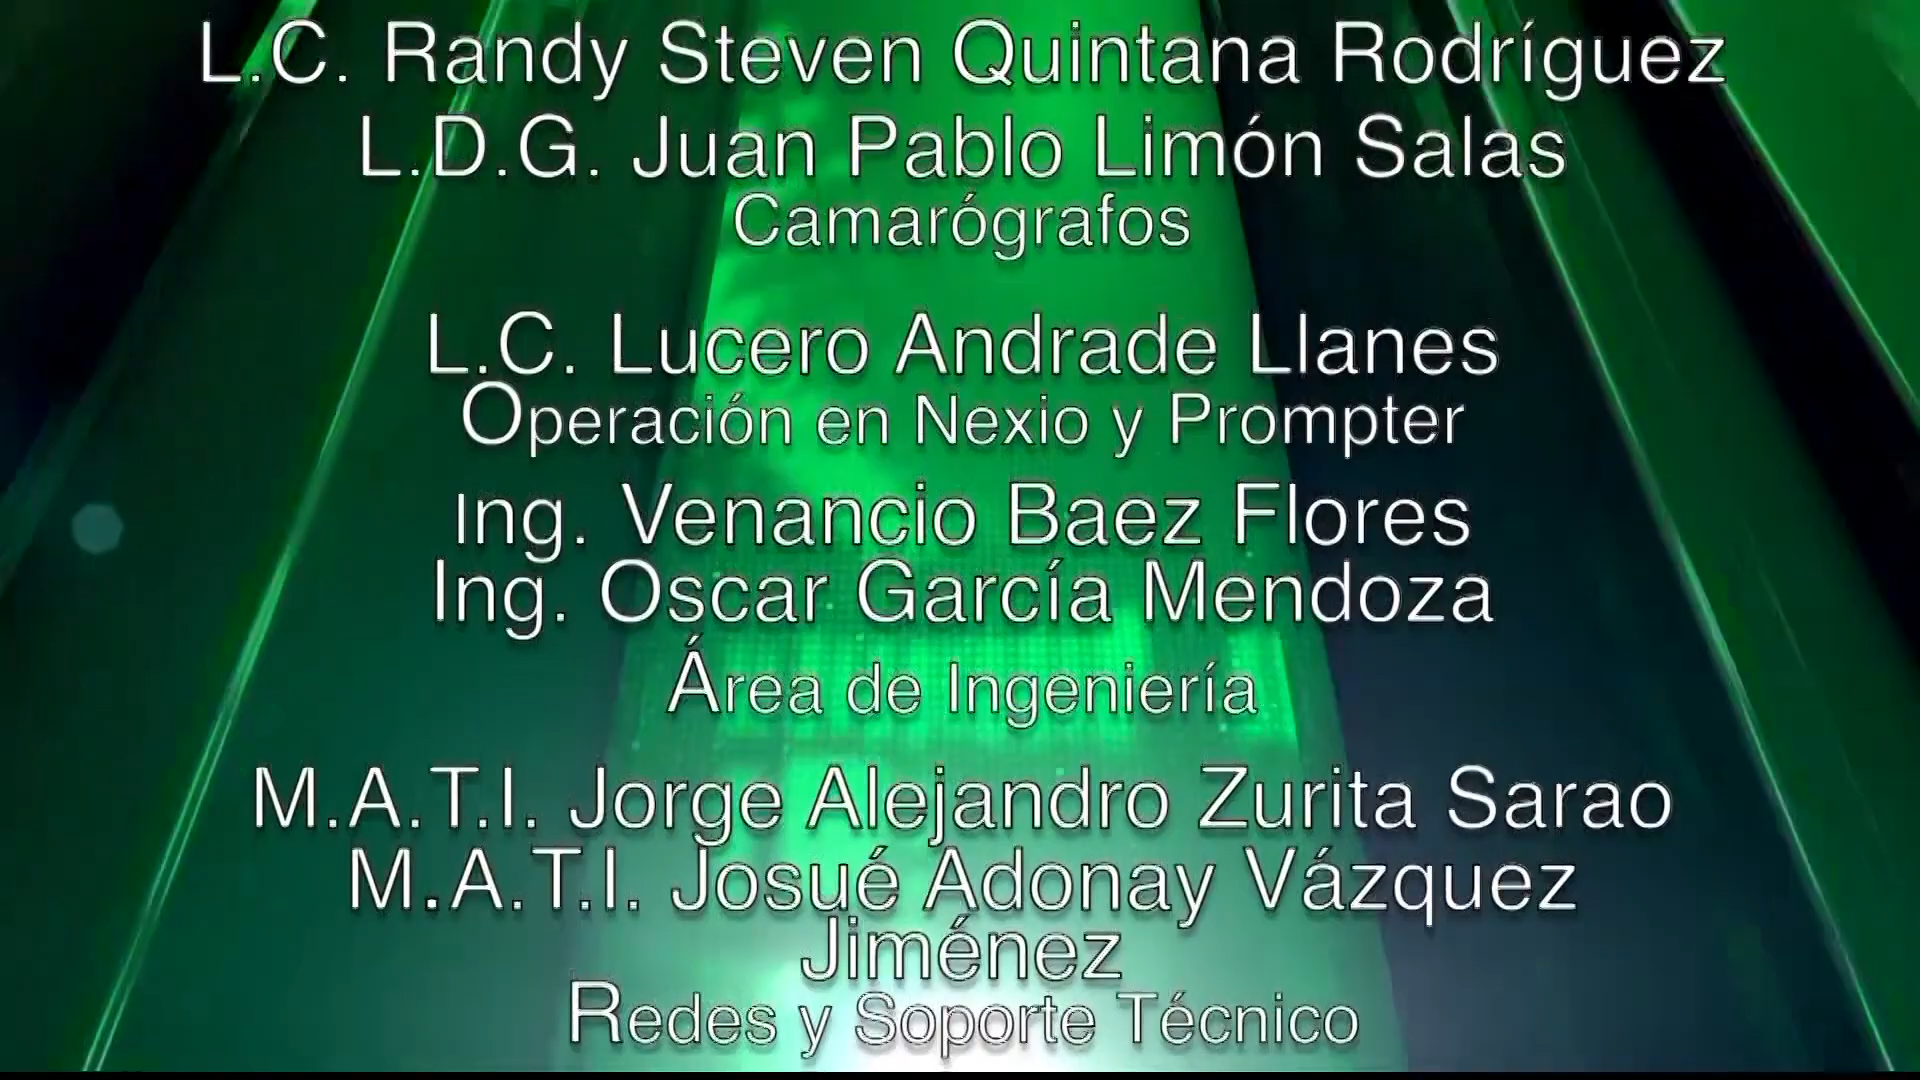 L.C. Randy Steven Quintana Rodríguez
L.D.G. Juan Pablo Limón Salas
Camarógrafos
L.C. Lucero Andrade Llanes
Operación en Nexio y Prompter
Ing. Venancio Baez Flores
Ing. Oscar García Mendoza
Área de Ingeniería
M.A.T.I. Jorge Alejandro Zurita Sarao
M.A.T.I. Josué Adonay Vázquez
Jiménez
Redes y Soporte Técnico